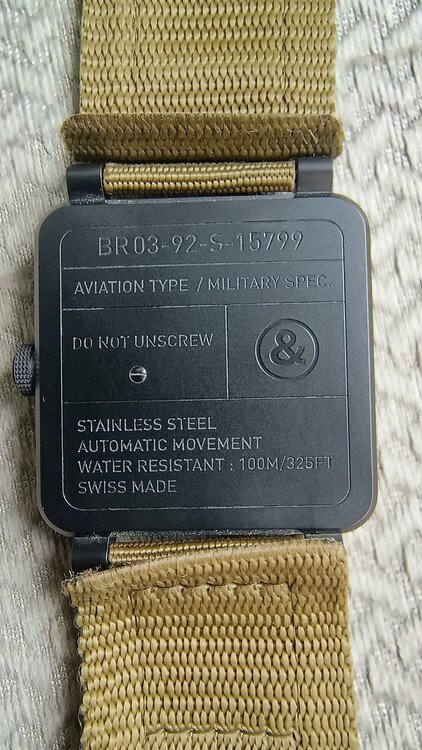 BR03-92-S-15799
AVIATION TYPE / MILITARY SPEC.
DO NOT UNSCREW
&
STAINLESS STEEL
AUTOMATIC MOVEMENT
WATER RESISTANT : 100M/325FT
SWISS MADE